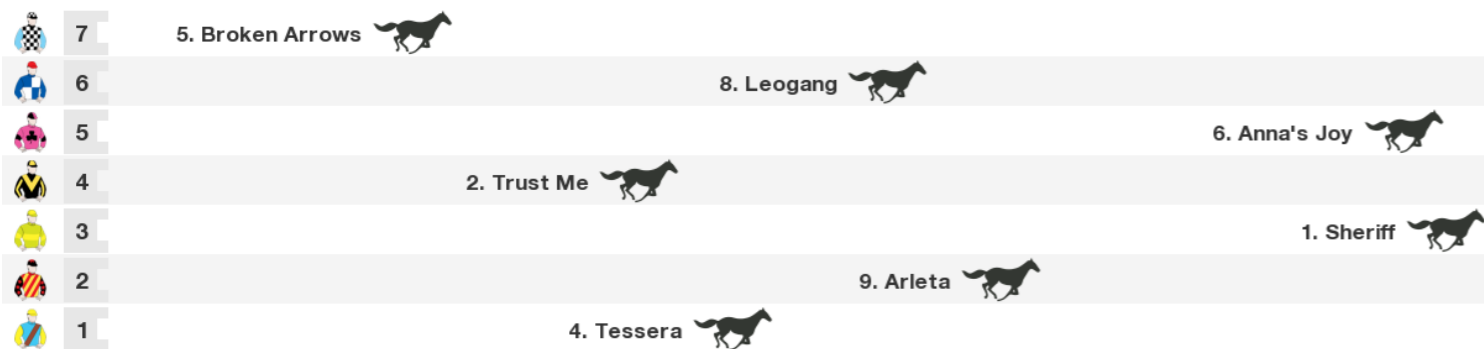 7 5. Broken Arrows
6 8. Leogang
5 6. Anna's Joy
4 2. Trust Me
3 1. Sheriff
2 9. Arleta
1 4. Tessera